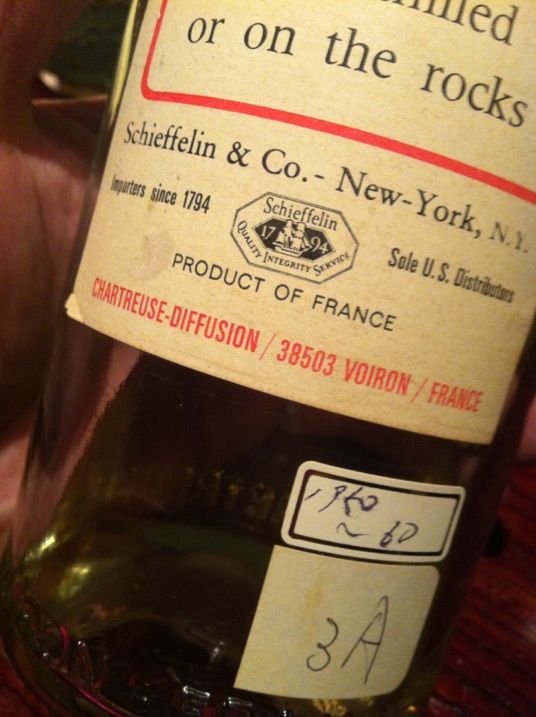 or on the rocks
Schieffelin & Co.- New-York, N.Y.
Importers since 1794
Schieffelin
17 94
QUALITY INTEGRITY SERVICE
Sole U.S. Distributors
PRODUCT OF FRANCE
CHARTREUSE-DIFFUSION / 38503 VOIRON / FRANCE
~ 60
3A